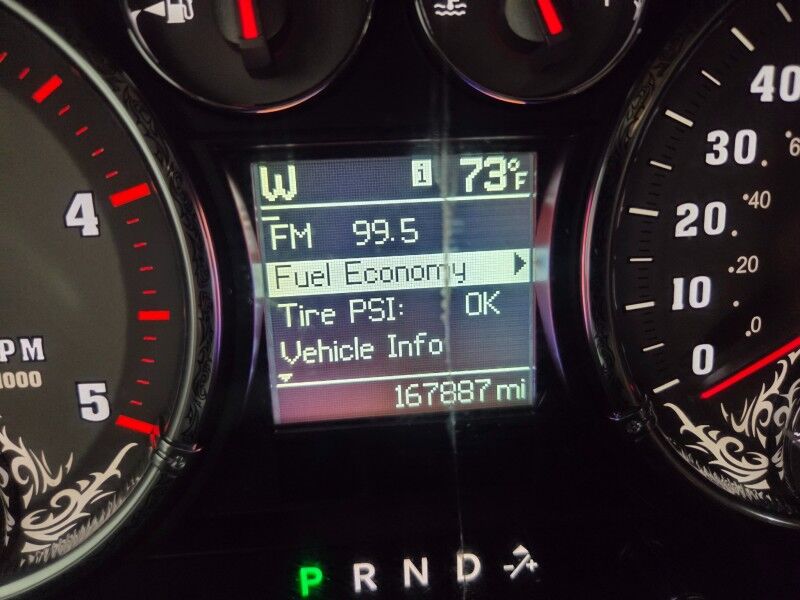 W i 73°F
FM 99.5
Fuel Economy
Tire PSI: OK
Vehicle Info
167887 mi
4
PM
1000
5
40
30
20
10
0
6
40
20
0
P R N D -/+